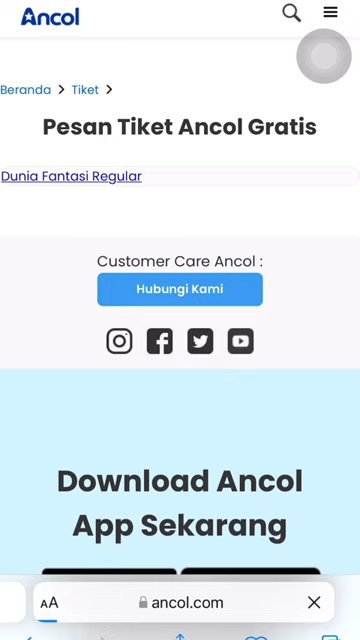 Ancol
Beranda > Tiket >
Pesan Tiket Ancol Gratis
Dunia Fantasi Regular
Customer Care Ancol :
Hubungi Kami
Download Ancol
App Sekarang
AA
ancol.com